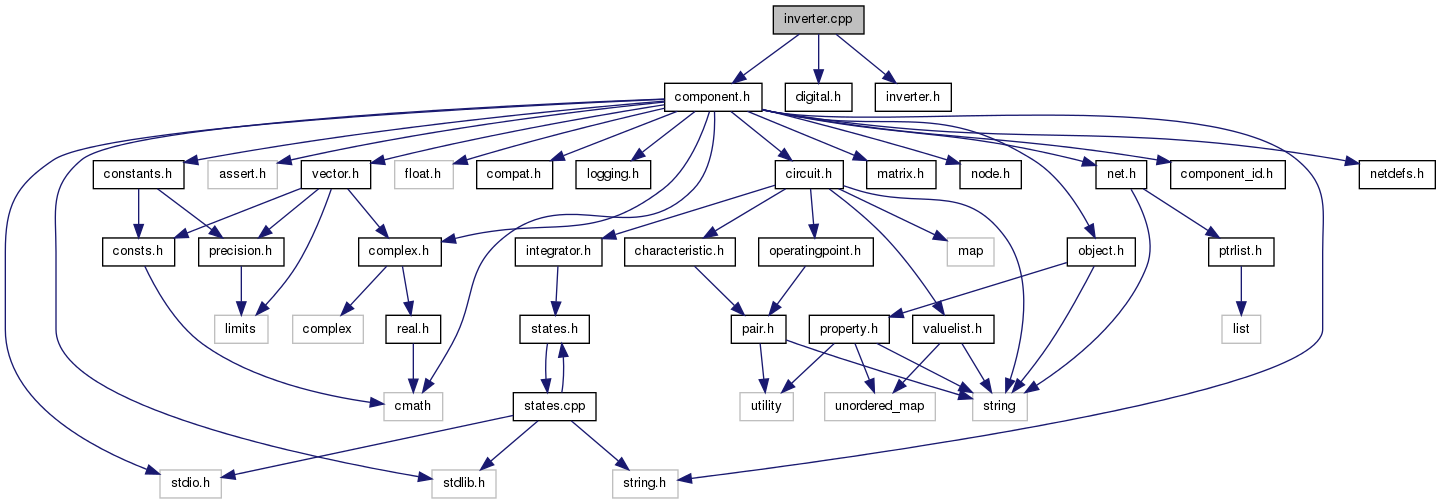 inverter.cpp
component.h
digital.h
inverter.h
constants.h
assert.h
vector.h
float.h
compat.h
logging.h
circuit.h
matrix.h
node.h
net.h
component_id.h
netdefs.h
consts.h
precision.h
complex.h
integrator.h
characteristic.h
operatingpoint.h
map
object.h
ptrlist.h
limits
complex
real.h
states.h
pair.h
property.h
valuelist.h
list
cmath
states.cpp
utility
unordered_map
string
stdio.h
stdlib.h
string.h